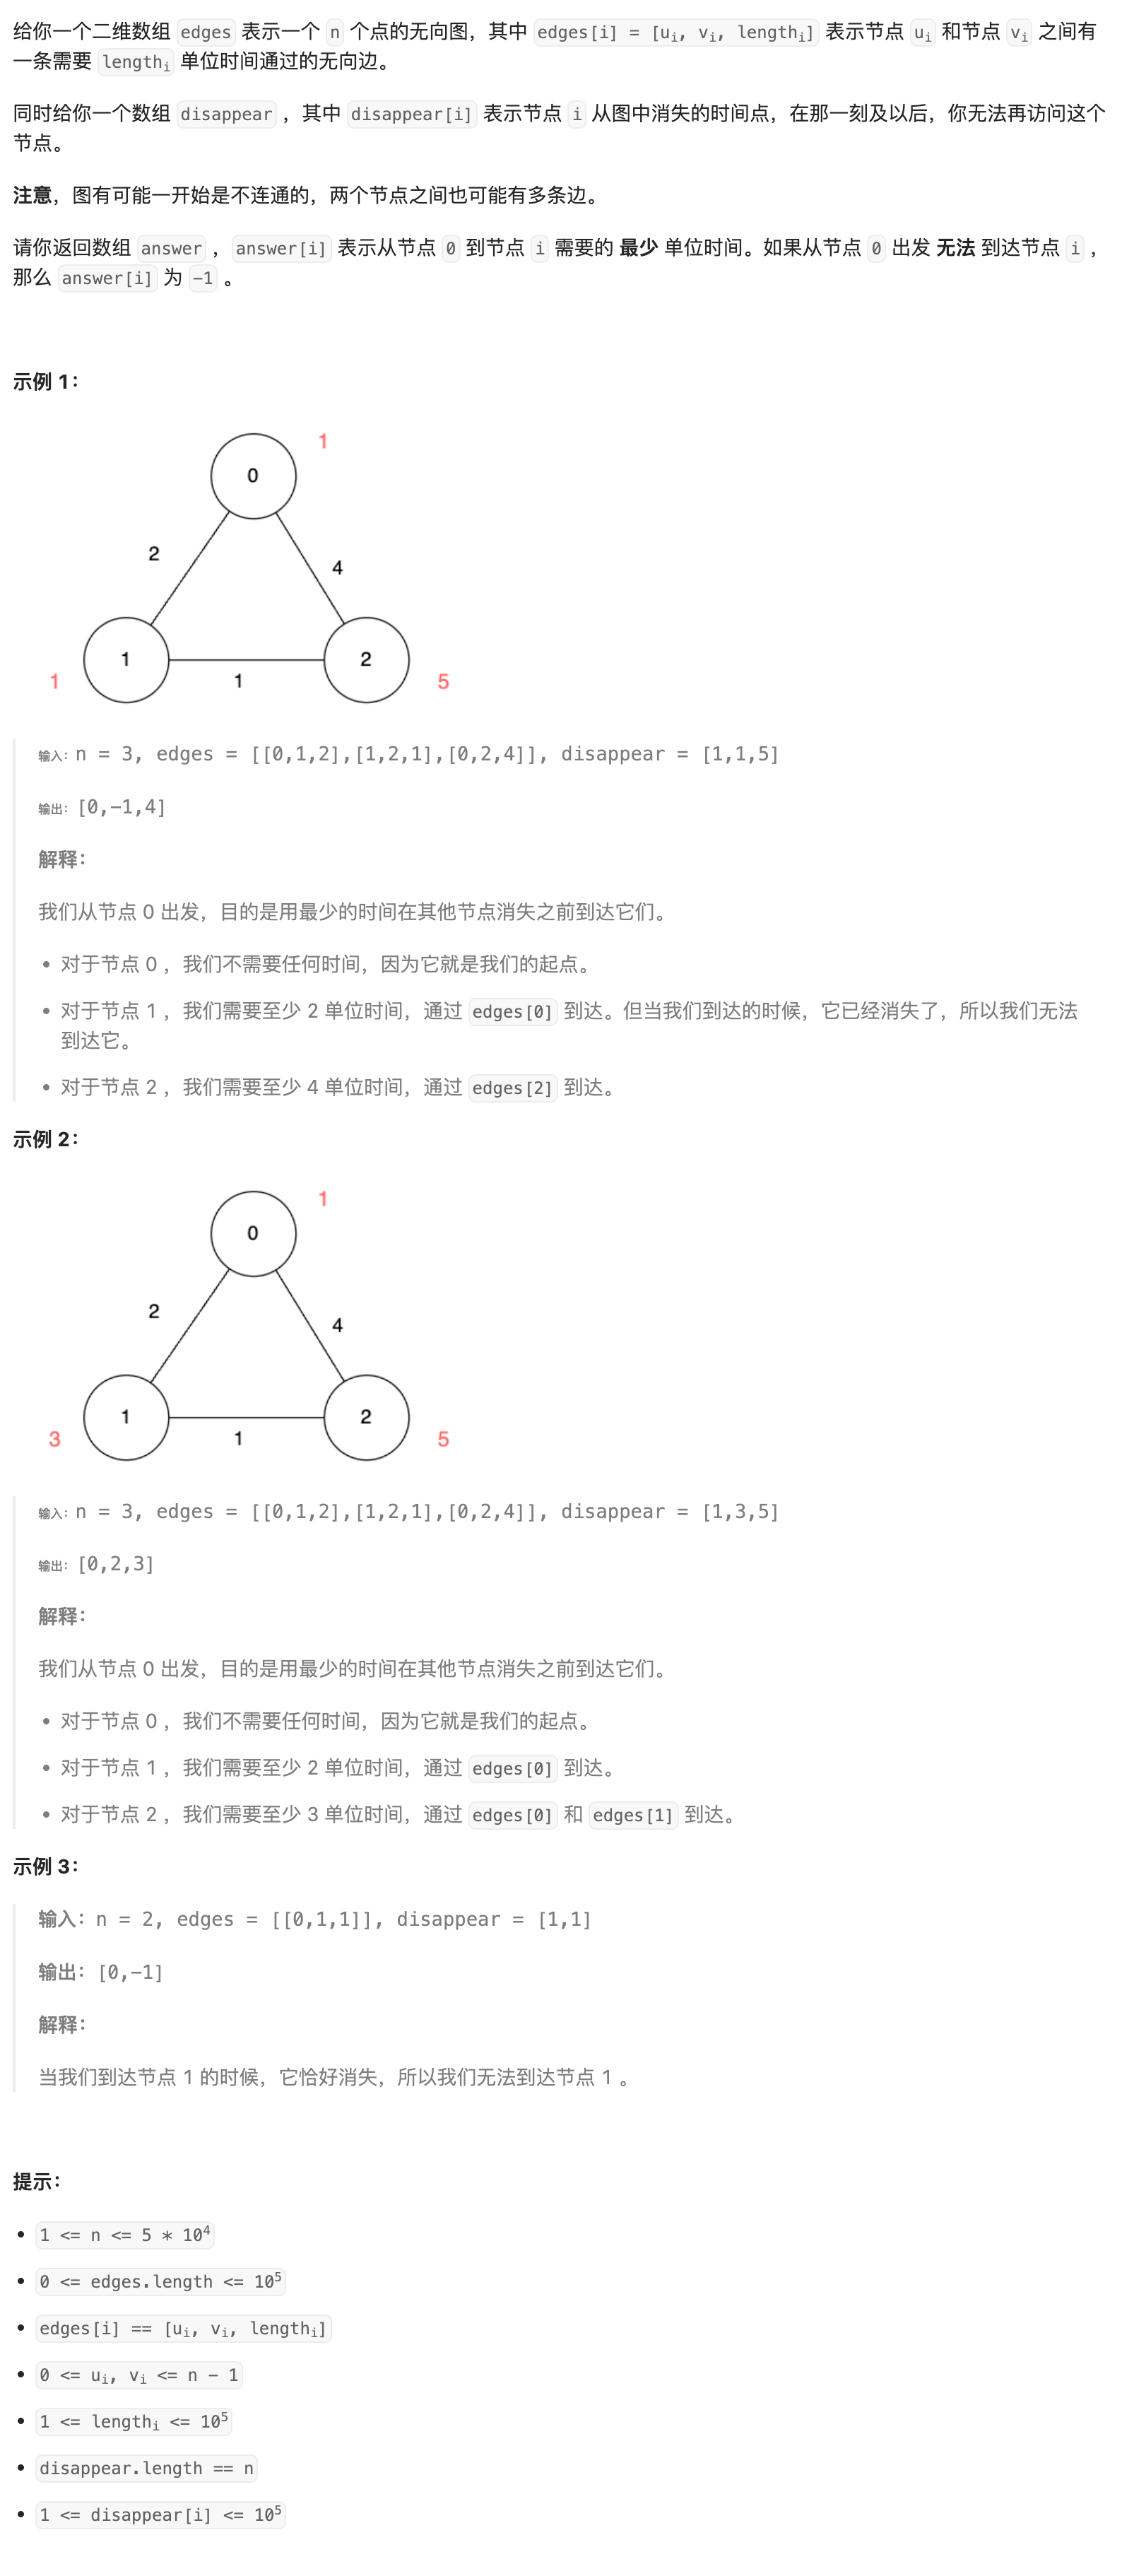 给你一个二维数组 edges 表示一个 n 个点的无向图，其中 edges[i] = [uᵢ, vᵢ, lengthᵢ] 表示节点 uᵢ 和节点 vᵢ 之间有
一条需要 lengthᵢ 单位时间通过的无向边。
同时给你一个数组 disappear ，其中 disappear[i] 表示节点 i 从图中消失的时间点，在那一刻及以后，你无法再访问这个
节点。
注意，图有可能一开始是不连通的，两个节点之间也可能有多条边。
请你返回数组 answer ，answer[i] 表示从节点 0 到节点 i 需要的 最少 单位时间。如果从节点 0 出发 无法 到达节点 i ，
那么 answer[i] 为 -1 。
示例 1：
1
0
2
4
1
2
1
1
5
输入：n = 3, edges = [[0,1,2],[1,2,1],[0,2,4]], disappear = [1,1,5]
输出：[0,-1,4]
解释：
我们从节点 0 出发，目的是用最少的时间在其他节点消失之前到达它们。
• 对于节点 0 ，我们不需要任何时间，因为它就是我们的起点。
• 对于节点 1 ，我们需要至少 2 单位时间，通过 edges[0] 到达。但当我们到达的时候，它已经消失了，所以我们无法
到达它。
• 对于节点 2 ，我们需要至少 4 单位时间，通过 edges[2] 到达。
示例 2：
1
0
2
4
1
2
3
1
5
输入：n = 3, edges = [[0,1,2],[1,2,1],[0,2,4]], disappear = [1,3,5]
输出：[0,2,3]
解释：
我们从节点 0 出发，目的是用最少的时间在其他节点消失之前到达它们。
• 对于节点 0 ，我们不需要任何时间，因为它就是我们的起点。
• 对于节点 1 ，我们需要至少 2 单位时间，通过 edges[0] 到达。
• 对于节点 2 ，我们需要至少 3 单位时间，通过 edges[0] 和 edges[1] 到达。
示例 3：
输入：n = 2, edges = [[0,1,1]], disappear = [1,1]
输出：[0,-1]
解释：
当我们到达节点 1 的时候，它恰好消失，所以我们无法到达节点 1 。
提示：
• 1 <= n <= 5 * 10⁴
• 0 <= edges.length <= 10⁵
• edges[i] == [uᵢ, vᵢ, lengthᵢ]
• 0 <= uᵢ, vᵢ <= n - 1
• 1 <= lengthᵢ <= 10⁵
• disappear.length == n
• 1 <= disappear[i] <= 10⁵